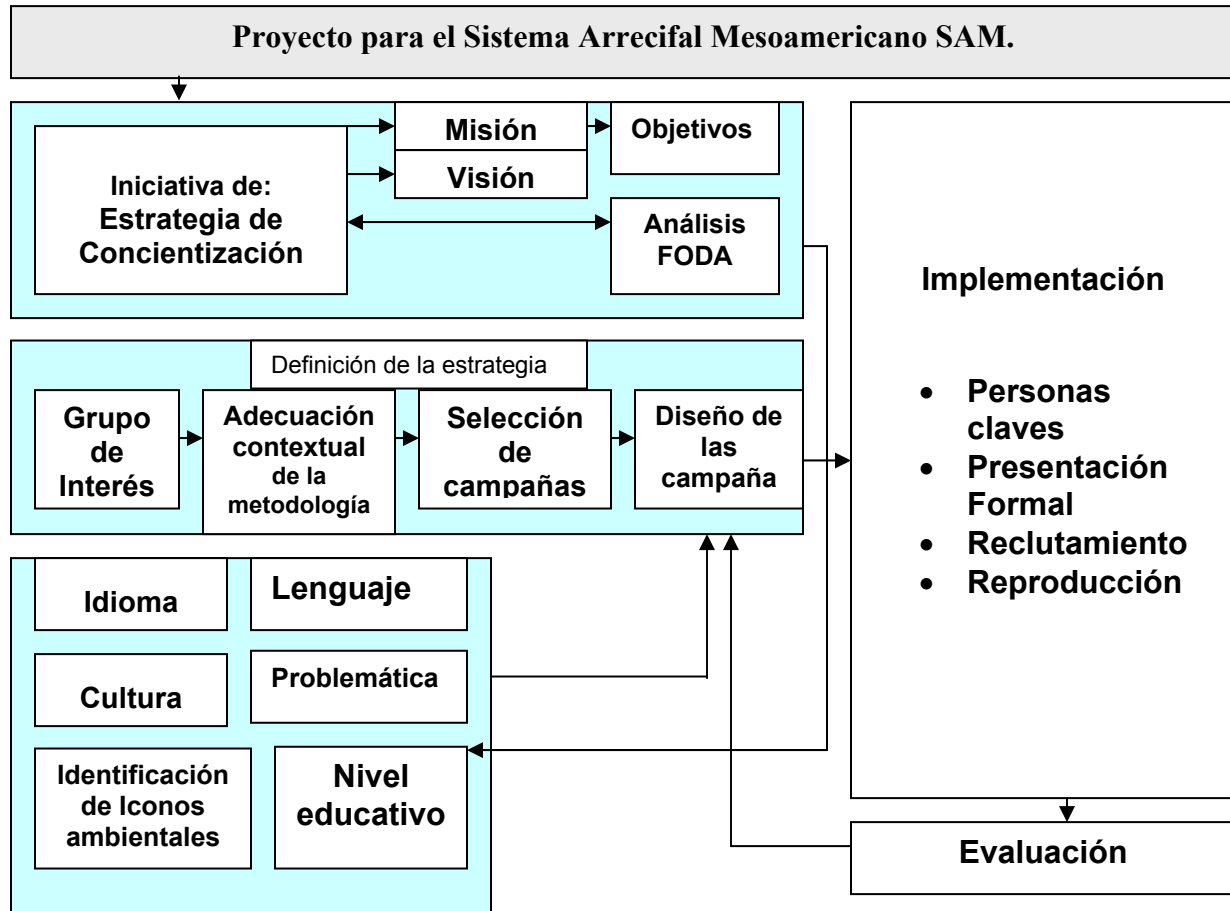 Proyecto para el Sistema Arrecifal Mesoamericano SAM.
Iniciativa de:
Estrategia de
Concientización
Misión
Visión
Objetivos
Análisis
FODA
Definición de la estrategia
Grupo
de
Interés
Adecuación
contextual
de la
metodología
Selección
de
campañas
Diseño de
las
campaña
Idioma
Lenguaje
Cultura
Problemática
Identificación
de Iconos
ambientales
Nivel
educativo
Implementación
• Personas
claves
• Presentación
Formal
• Reclutamiento
• Reproducción
Evaluación